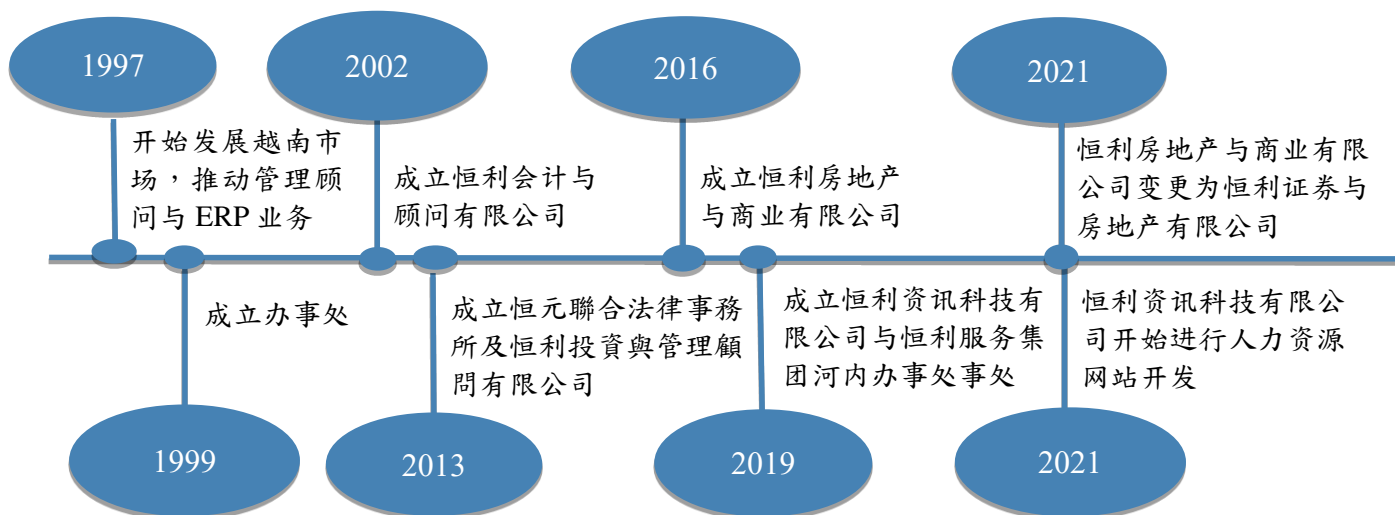 1997
开始发展越南市
场，推动管理顾
问与 ERP 业务
1999
成立办事处
2002
成立恒利会计与
顾问有限公司
2013
成立恒元聯合法律事務
所及恒利投資與管理顧
問有限公司
2016
成立恒利房地产
与商业有限公司
2019
成立恒利资讯科技有
限公司与恒利服务集
团河内办事处事处
2021
恒利房地产与商业有限
公司变更为恒利证券与
房地产有限公司
2021
恒利资讯科技有限公
司开始进行人力资源
网站开发